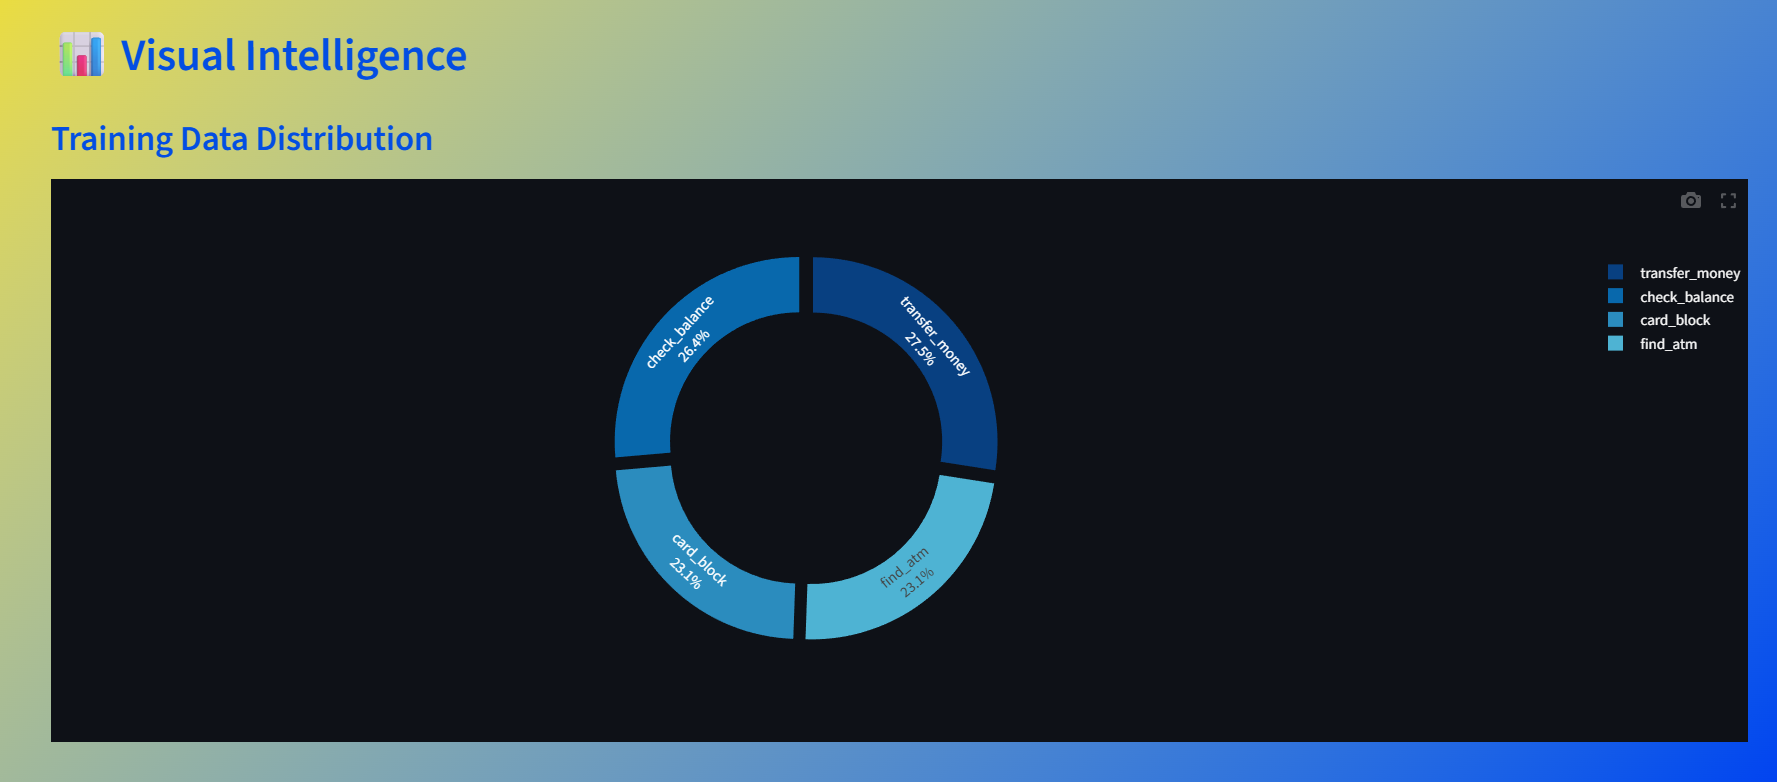 Visual Intelligence
Training Data Distribution
check_balance
26.4%
transfer_money
27.5%
card_block
23.1%
find_atm
23.1%
transfer_money
check_balance
card_block
find_atm